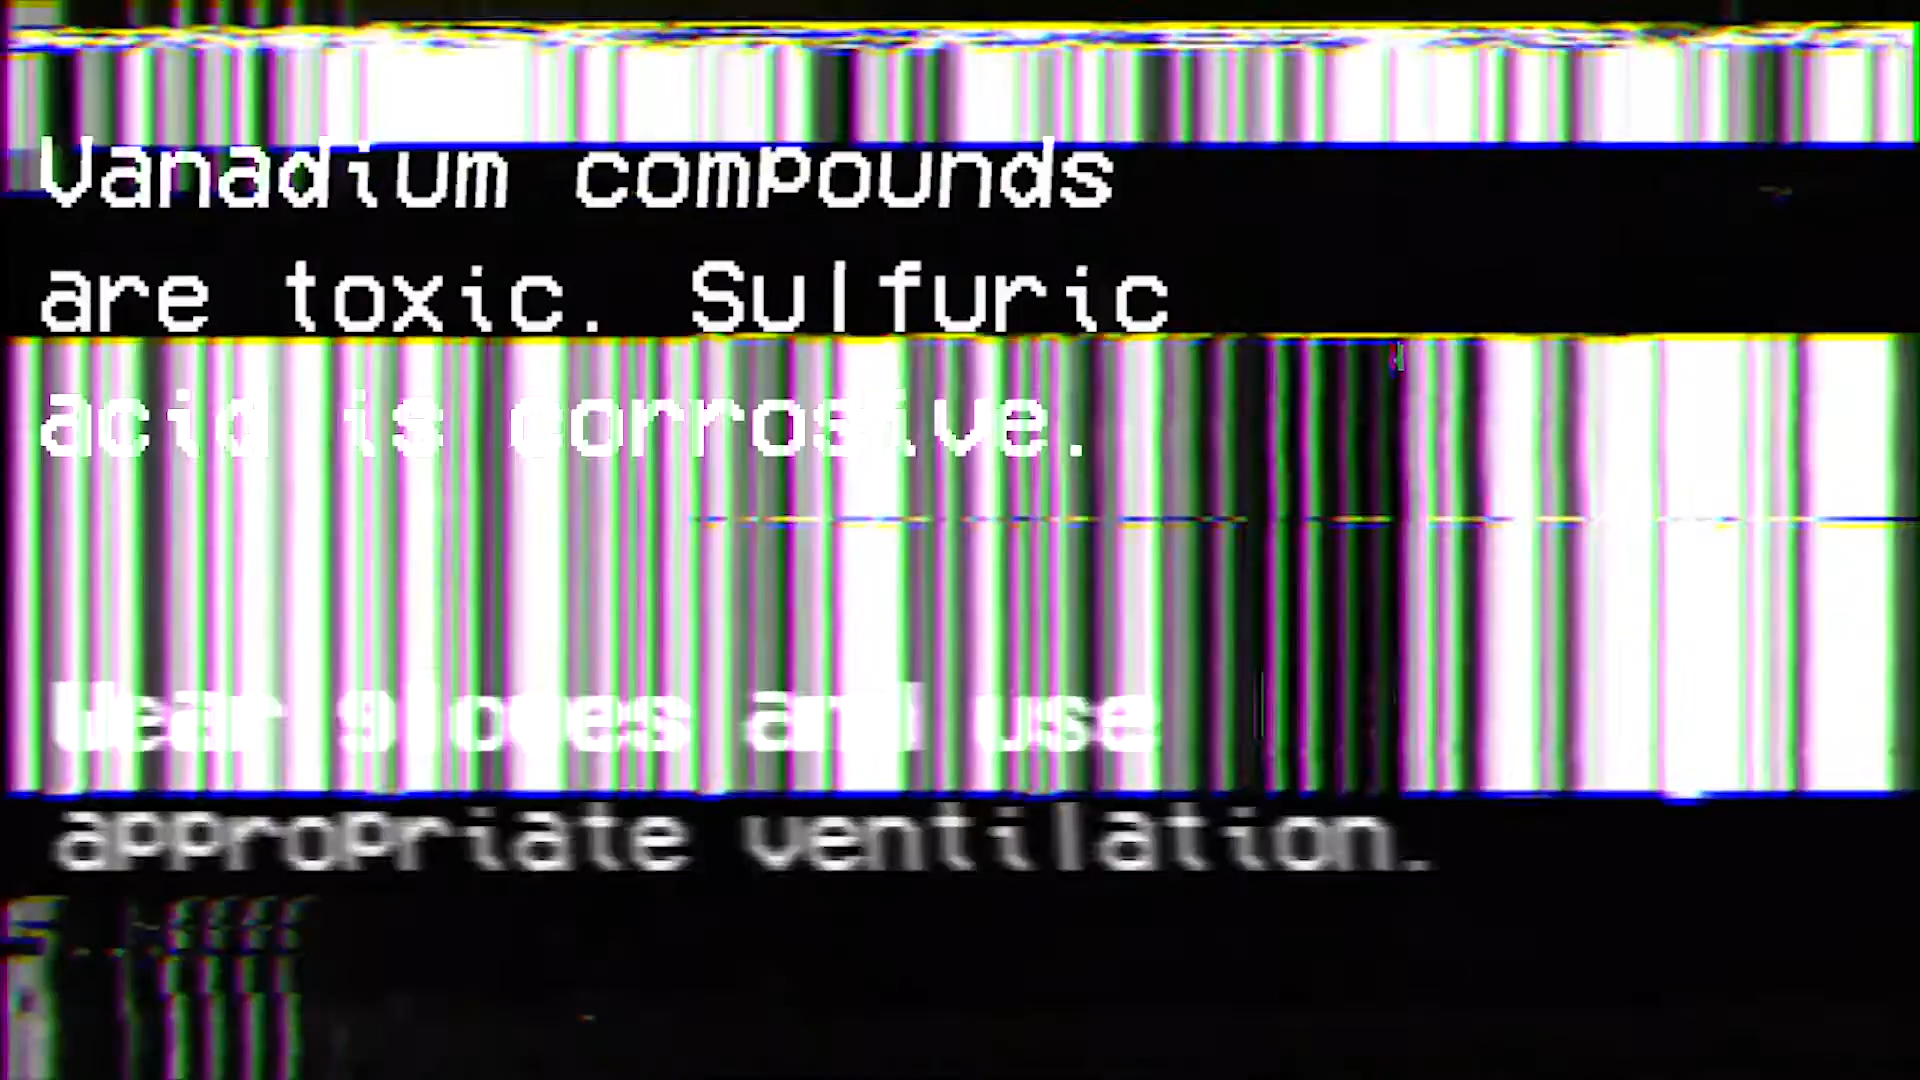 Vanadium compounds
are toxic. Sulfuric
acid is corrosive.
Wear gloves and use
appropriate ventilation.